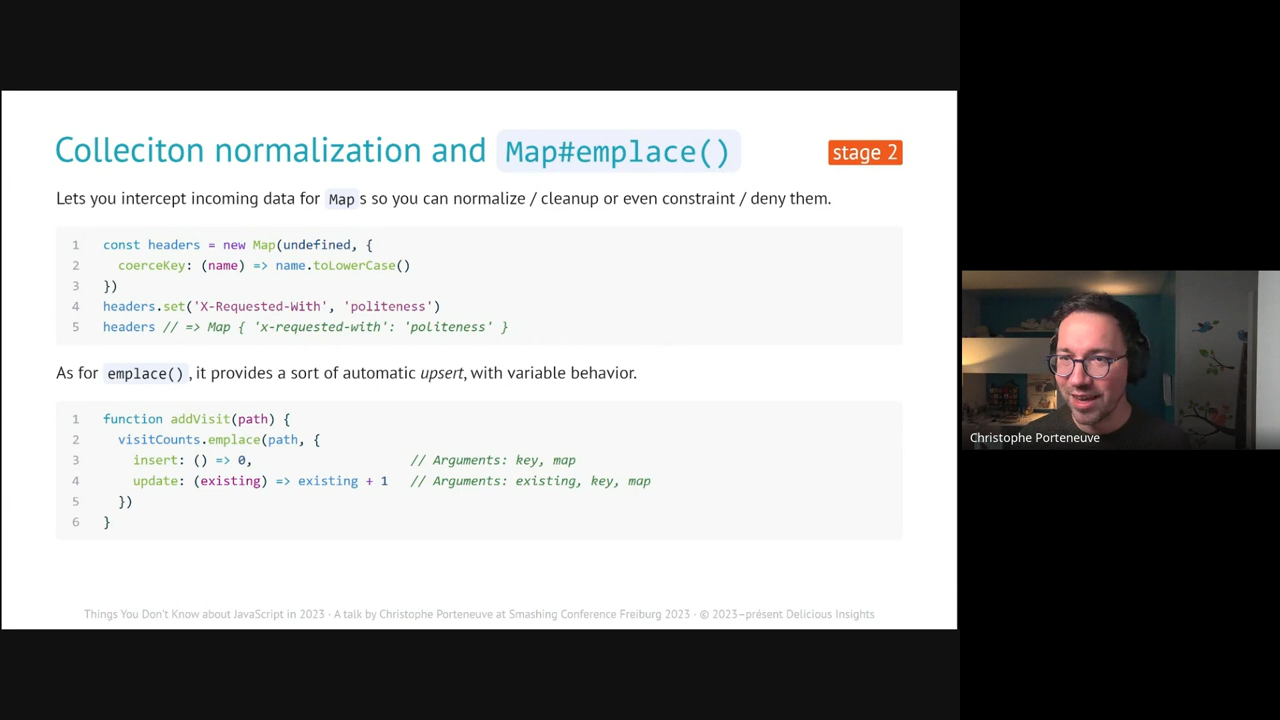 Colleciton normalization and Map#emplace()
stage 2
Lets you intercept incoming data for Map s so you can normalize / cleanup or even constraint / deny them.
1 const headers = new Map(undefined, {
2 coerceKey: (name) => name.toLowerCase()
3 })
4 headers.set('X-Requested-With', 'politeness')
5 headers // => Map { 'x-requested-with': 'politeness' }
As for emplace(), it provides a sort of automatic upsert, with variable behavior.
1 function addVisit(path) {
2 visitCounts.emplace(path, {
3 insert: () => 0, // Arguments: key, map
4 update: (existing) => existing + 1 // Arguments: existing, key, map
5 })
6 }
Things You Don't Know about JavaScript in 2023 · A talk by Christophe Porteneuve at Smashing Conference Freiburg 2023 · © 2023–présent Delicious Insights
Christophe Porteneuve